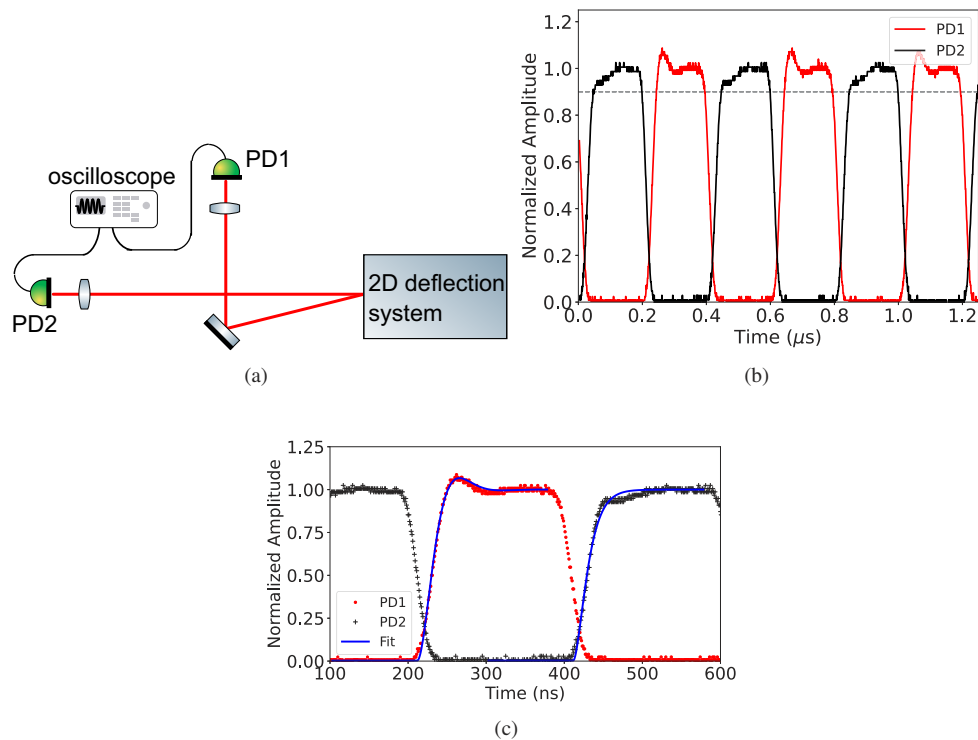 oscilloscope
PD1
PD2
2D deflection
system
(a)
Normalized Amplitude
1.2
1.0
0.8
0.6
0.4
0.2
0.0
PD1
PD2
0.0 0.2 0.4 0.6 0.8 1.0 1.2
Time (μs)
(b)
Normalized Amplitude
1.25
1.00
0.75
0.50
0.25
0.00
PD1
PD2
Fit
100 200 300 400 500 600
Time (ns)
(c)